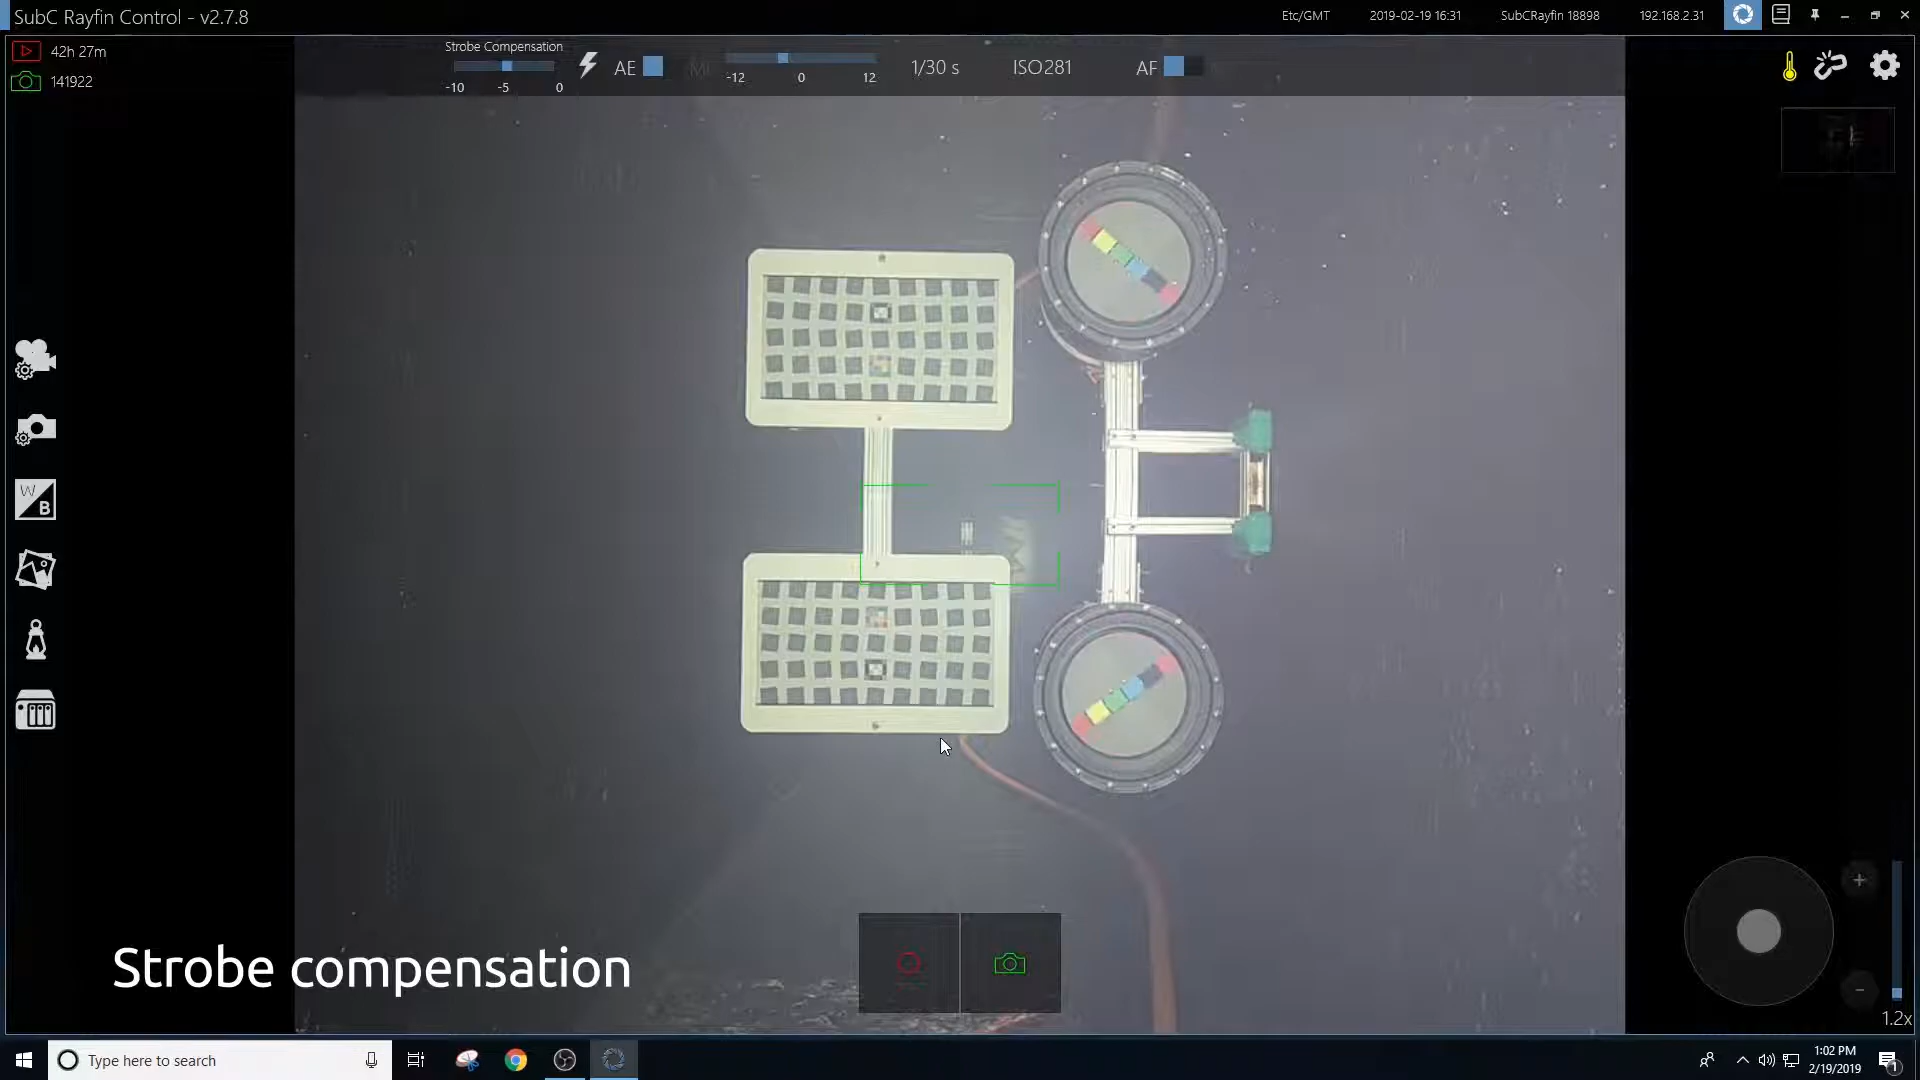 SubC Rayfin Control - v2.7.8
Etc/GMT 2019-02-19 16:31 SubCRayfin 18898 192.168.2.31
42h 27m
141922
Strobe Compensation
-10 -5 0
AE
-12 0 12
1/30 s
ISO281
AF
W
B
Strobe compensation
+
-
1.2x
Type here to search
1:02 PM
2/19/2019
1